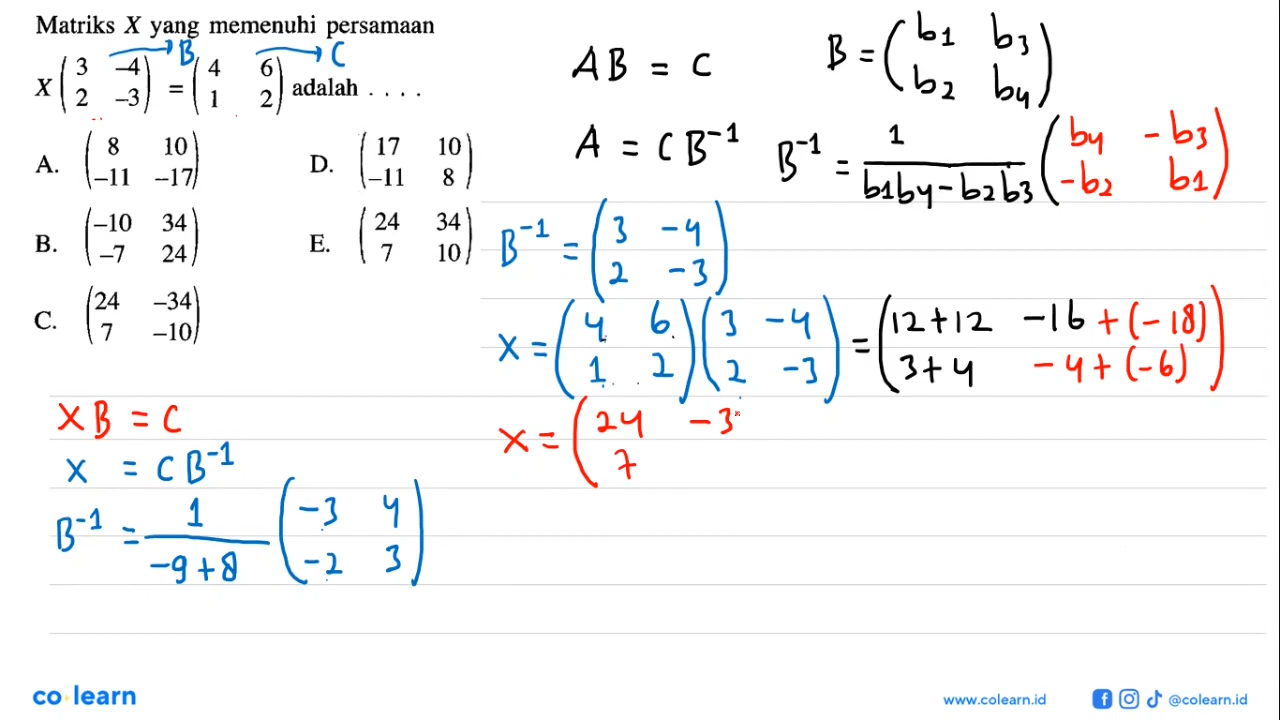 Matriks X yang memenuhi persamaan
B C
X (3 -4 2 -3) = (4 6 1 2) adalah . . . .
A. (8 10 -11 -17)
D. (17 10 -11 8)
B. (-10 34 -7 24)
E. (24 34 7 10)
C. (24 -34 7 -10)
AB = C
B = (b1 b3 b2 b4)
A = CB-1
B-1 = 1 / b1b4-b2b3 (b4 -b3 -b2 b1)
XB = C
X = CB-1
B-1 = 1 / -9+8 (-3 4 -2 3)
B-1 = (3 -4 2 -3)
X = (4 6 1 2)(3 -4 2 -3) = (12+12 -16+(-18) 3+4 -4+(-6))
X = (24 -3 7
co learn
www.colearn.id @colearn.id